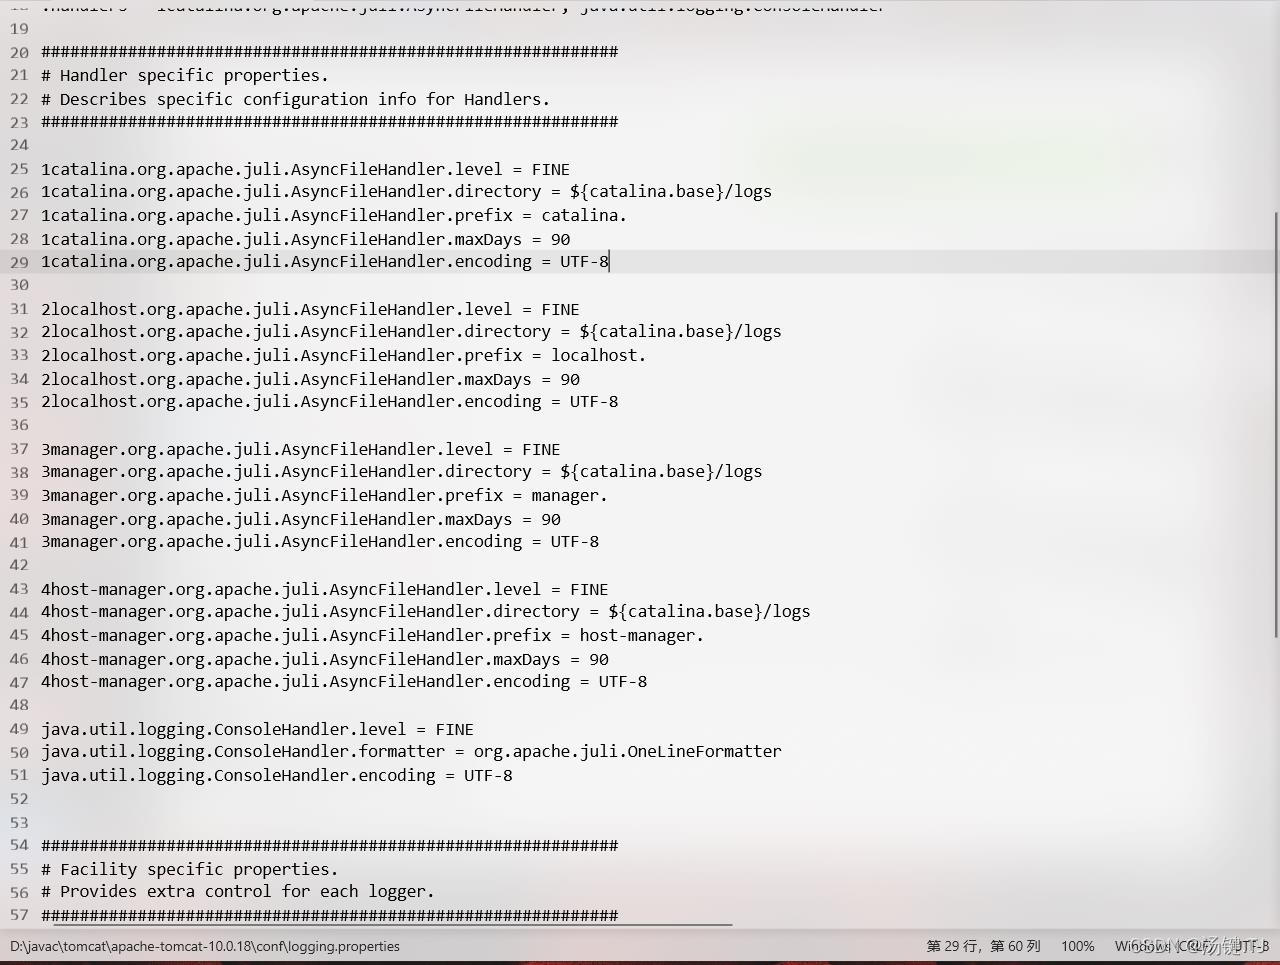 18 .handlers = 1catalina.org.apache.juli.AsyncFileHandler, java.util.logging.ConsoleHandler
19
20 ############################################################
21 # Handler specific properties.
22 # Describes specific configuration info for Handlers.
23 ############################################################
24
25 1catalina.org.apache.juli.AsyncFileHandler.level = FINE
26 1catalina.org.apache.juli.AsyncFileHandler.directory = ${catalina.base}/logs
27 1catalina.org.apache.juli.AsyncFileHandler.prefix = catalina.
28 1catalina.org.apache.juli.AsyncFileHandler.maxDays = 90
29 1catalina.org.apache.juli.AsyncFileHandler.encoding = UTF-8
30
31 2localhost.org.apache.juli.AsyncFileHandler.level = FINE
32 2localhost.org.apache.juli.AsyncFileHandler.directory = ${catalina.base}/logs
33 2localhost.org.apache.juli.AsyncFileHandler.prefix = localhost.
34 2localhost.org.apache.juli.AsyncFileHandler.maxDays = 90
35 2localhost.org.apache.juli.AsyncFileHandler.encoding = UTF-8
36
37 3manager.org.apache.juli.AsyncFileHandler.level = FINE
38 3manager.org.apache.juli.AsyncFileHandler.directory = ${catalina.base}/logs
39 3manager.org.apache.juli.AsyncFileHandler.prefix = manager.
40 3manager.org.apache.juli.AsyncFileHandler.maxDays = 90
41 3manager.org.apache.juli.AsyncFileHandler.encoding = UTF-8
42
43 4host-manager.org.apache.juli.AsyncFileHandler.level = FINE
44 4host-manager.org.apache.juli.AsyncFileHandler.directory = ${catalina.base}/logs
45 4host-manager.org.apache.juli.AsyncFileHandler.prefix = host-manager.
46 4host-manager.org.apache.juli.AsyncFileHandler.maxDays = 90
47 4host-manager.org.apache.juli.AsyncFileHandler.encoding = UTF-8
48
49 java.util.logging.ConsoleHandler.level = FINE
50 java.util.logging.ConsoleHandler.formatter = org.apache.juli.OneLineFormatter
51 java.util.logging.ConsoleHandler.encoding = UTF-8
52
53
54 ############################################################
55 # Facility specific properties.
56 # Provides extra control for each logger.
57 ############################################################
D:\javac\tomcat\apache-tomcat-10.0.18\conf\logging.properties 第 29 行，第 60 列 100% Windows (CRLF) UTF-8